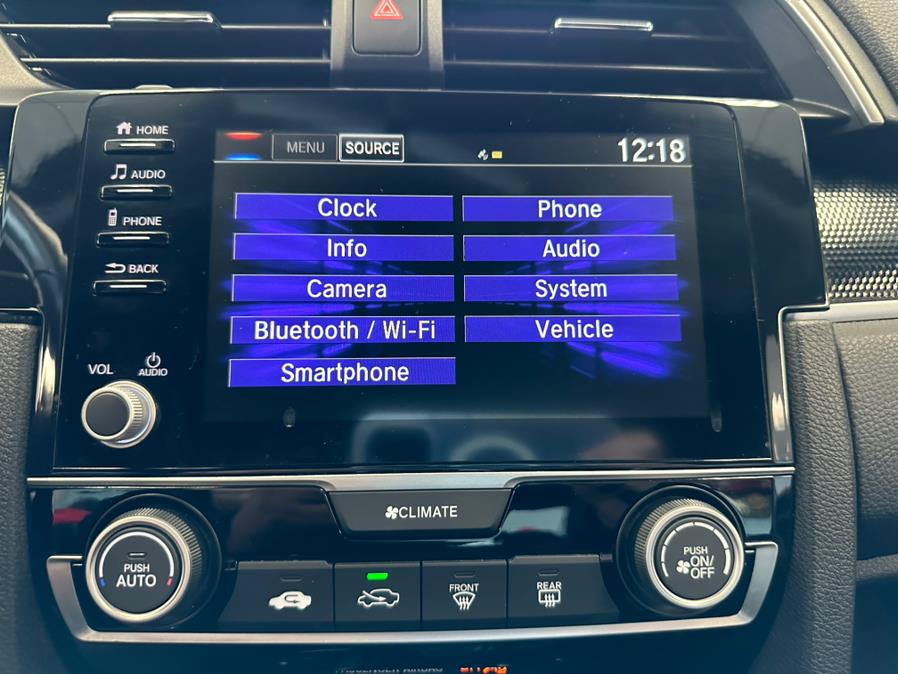 HOME
MENU SOURCE 12:18
AUDIO
Clock Phone
PHONE
Info Audio
BACK
Camera System
Bluetooth / Wi-Fi Vehicle
Smartphone
VOL AUDIO
CLIMATE
PUSH
AUTO
FRONT
REAR
PUSH
ON/
OFF